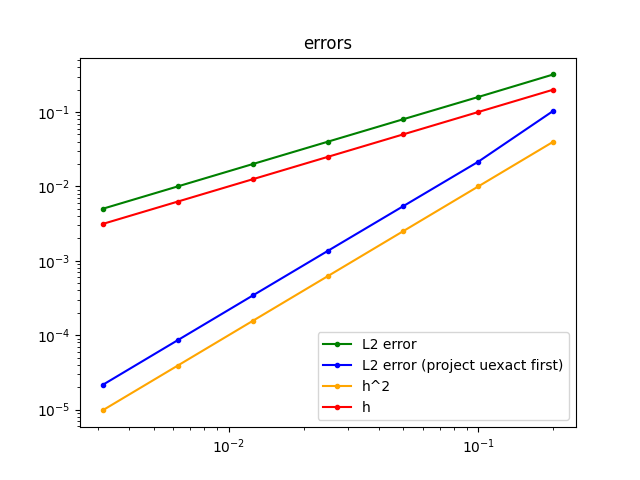 errors
10^-1
10^-2
10^-3
10^-4
10^-5
L2 error
L2 error (project uexact first)
h^2
h
10^-2 10^-1